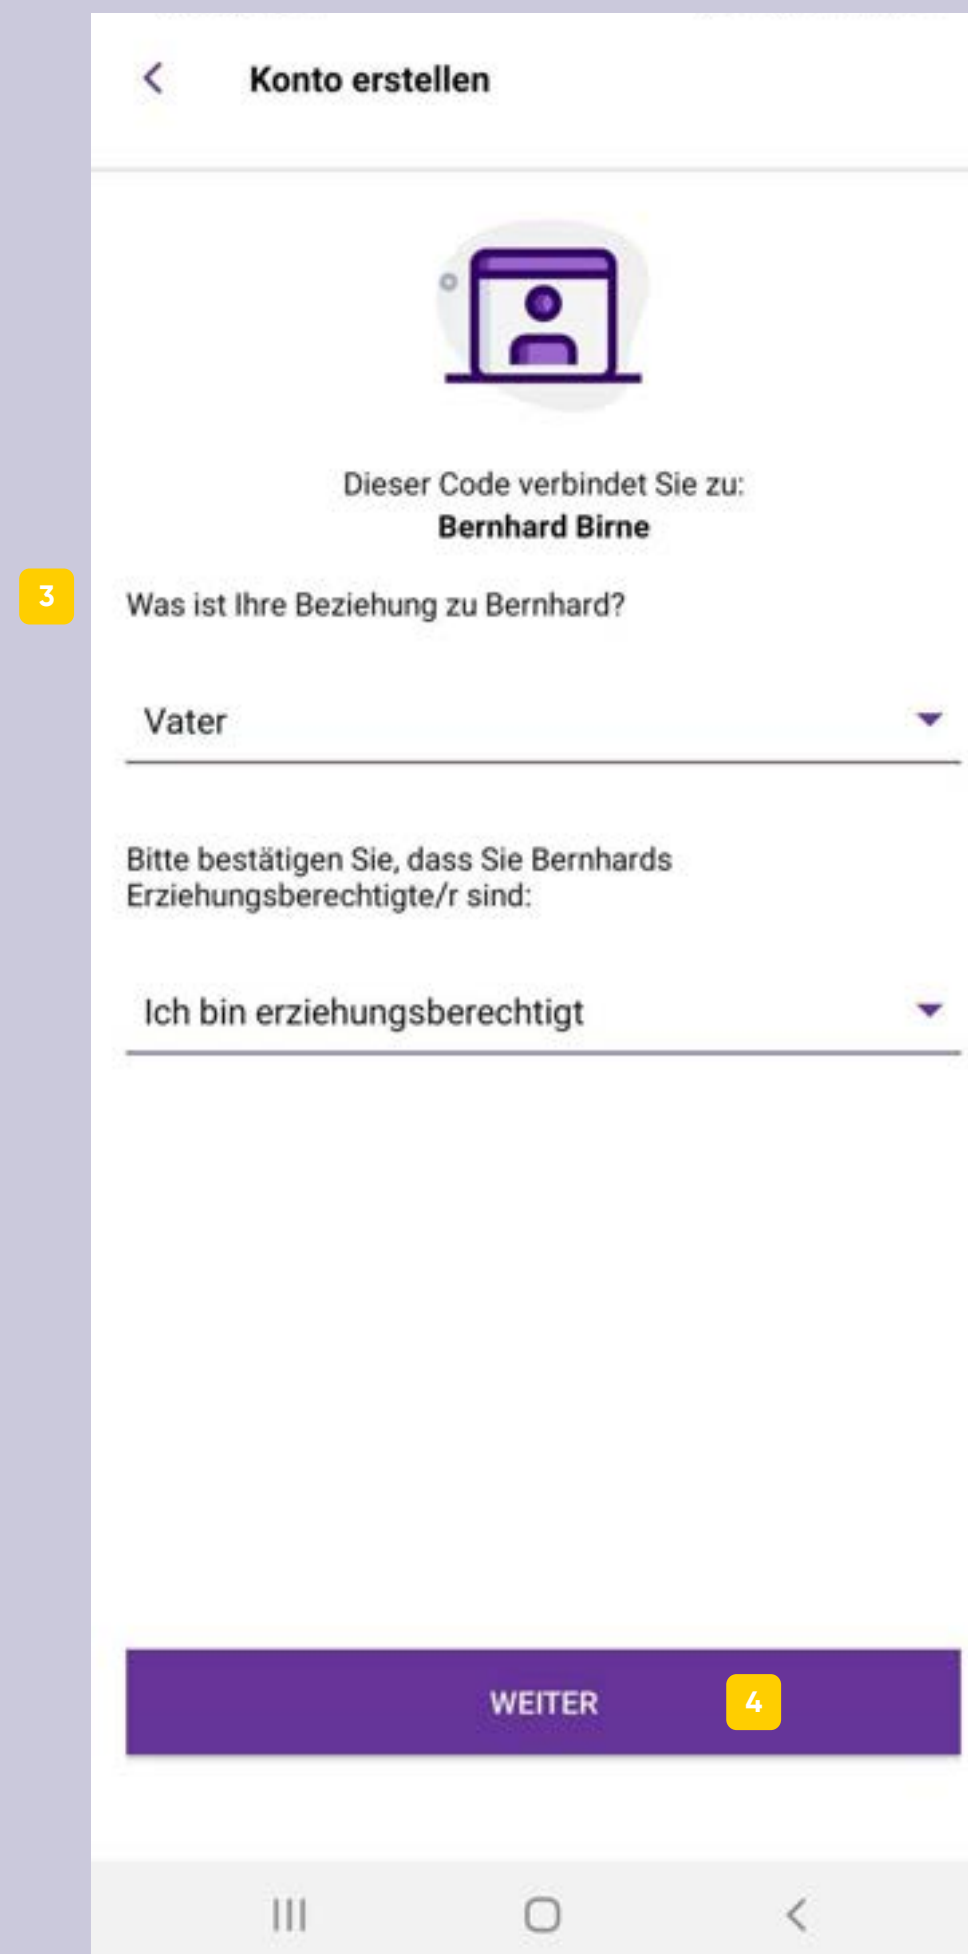 Konto erstellen
Dieser Code verbindet Sie zu:
Bernhard Birne
3
Was ist Ihre Beziehung zu Bernhard?
Vater
Bitte bestätigen Sie, dass Sie Bernhards
Erziehungsberechtigte/r sind:
Ich bin erziehungsberechtigt
WEITER
4